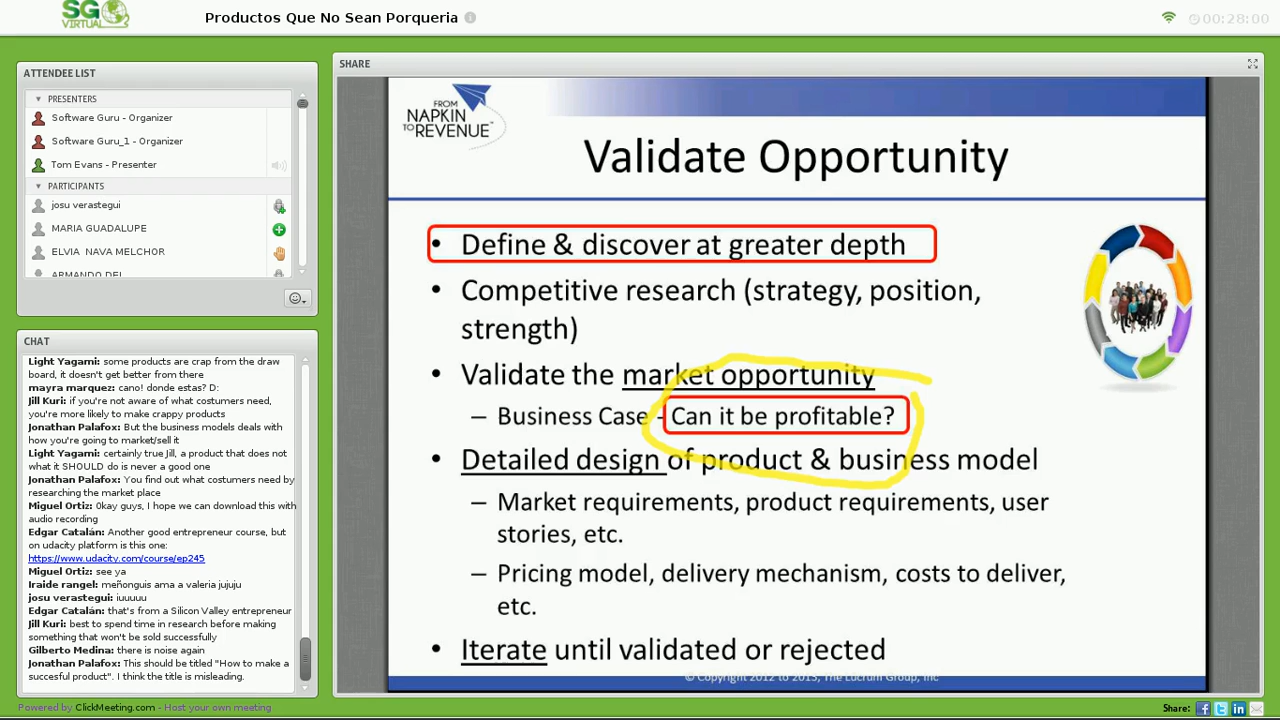 SG
VIRTUAL
Productos Que No Sean Porqueria
00:28:00
ATTENDEE LIST
PRESENTERS
Software Guru - Organizer
Software Guru_1 - Organizer
Tom Evans - Presenter
PARTICIPANTS
josu verastegui
MARIA GUADALUPE
ELVIA NAVA MELCHOR
ARMANDO DEL
CHAT
Light Yagami: some products are crap from the draw
board, it doesn't get better from there
mayra marquez: cano! donde estas? D:
Jill Kuri: if you're not aware of what costumers need,
you're more likely to make crappy products
Jonathan Palafox: But the business models deals with
how you're going to market/sell it
Light Yagami: certainly true Jill, a product that does not
what it SHOULD do is never a good one
Jonathan Palafox: You find out what costumers need by
researching the market place
Miguel Ortiz: Okay guys, I hope we can download this with
audio recording
Edgar Catalán: Another good entrepreneur course, but
on udacity platform is this one:
https://www.udacity.com/course/ep245
Miguel Ortiz: see ya
Iraide rangel: meñonguis ama a valeria jujuju
josu verastegui: iuuuuu
Edgar Catalán: that's from a Silicon Valley entrepreneur
Jill Kuri: best to spend time in research before making
something that won't be sold successfully
Gilberto Medina: there is noise again
Jonathan Palafox: This should be titled "How to make a
succesful product". I think the title is misleading.
SHARE
FROM
NAPKIN
TO REVENUE™
Validate Opportunity
• Define & discover at greater depth
• Competitive research (strategy, position,
strength)
• Validate the market opportunity
– Business Case - Can it be profitable?
• Detailed design of product & business model
– Market requirements, product requirements, user
stories, etc.
– Pricing model, delivery mechanism, costs to deliver,
etc.
• Iterate until validated or rejected
© Copyright 2012 to 2013, The Lucrum Group, Inc
Powered by ClickMeeting.com - Host your own meeting
Share: